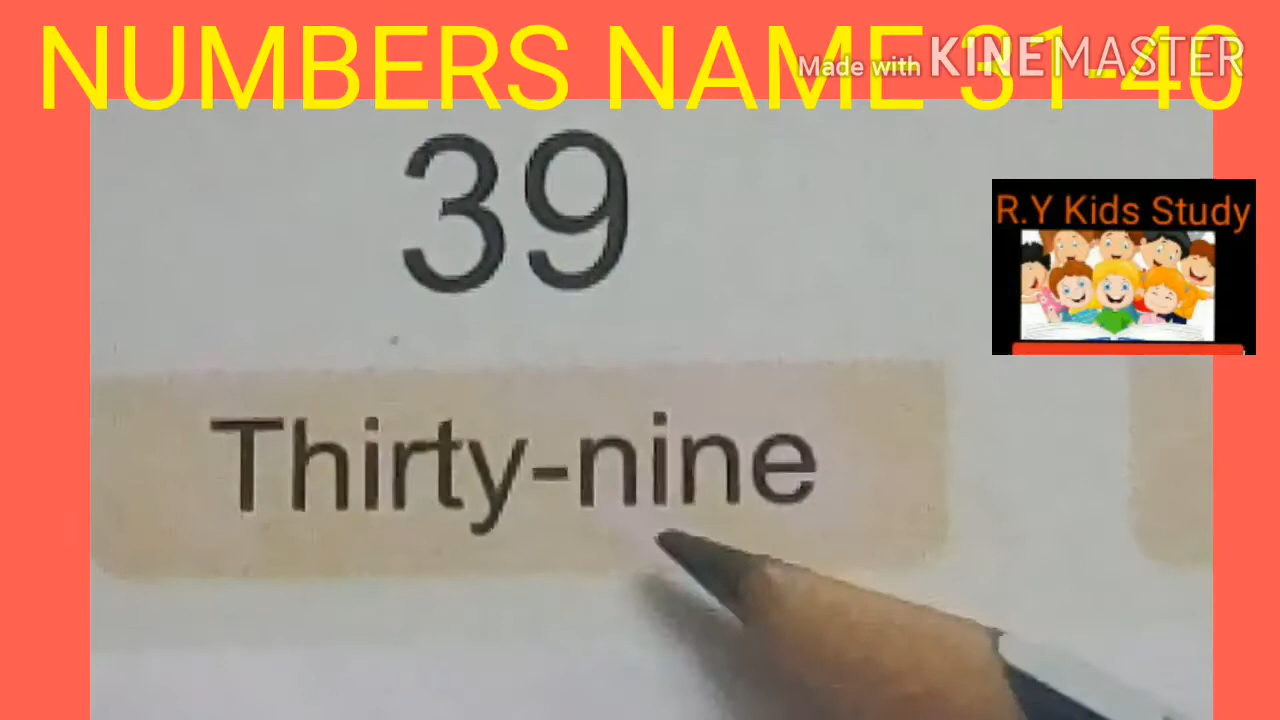 NUMBERS NAME 31-40
Made with KINEMASTER
39
R.Y Kids Study
Thirty-nine